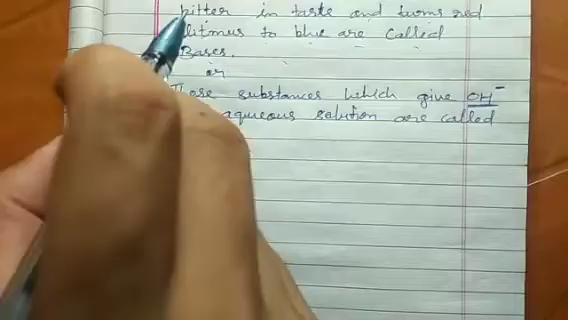 bitter in taste and turns red
litmus to blue are called
Bases.
or
Those substances which give OH⁻
aqueous solution are called